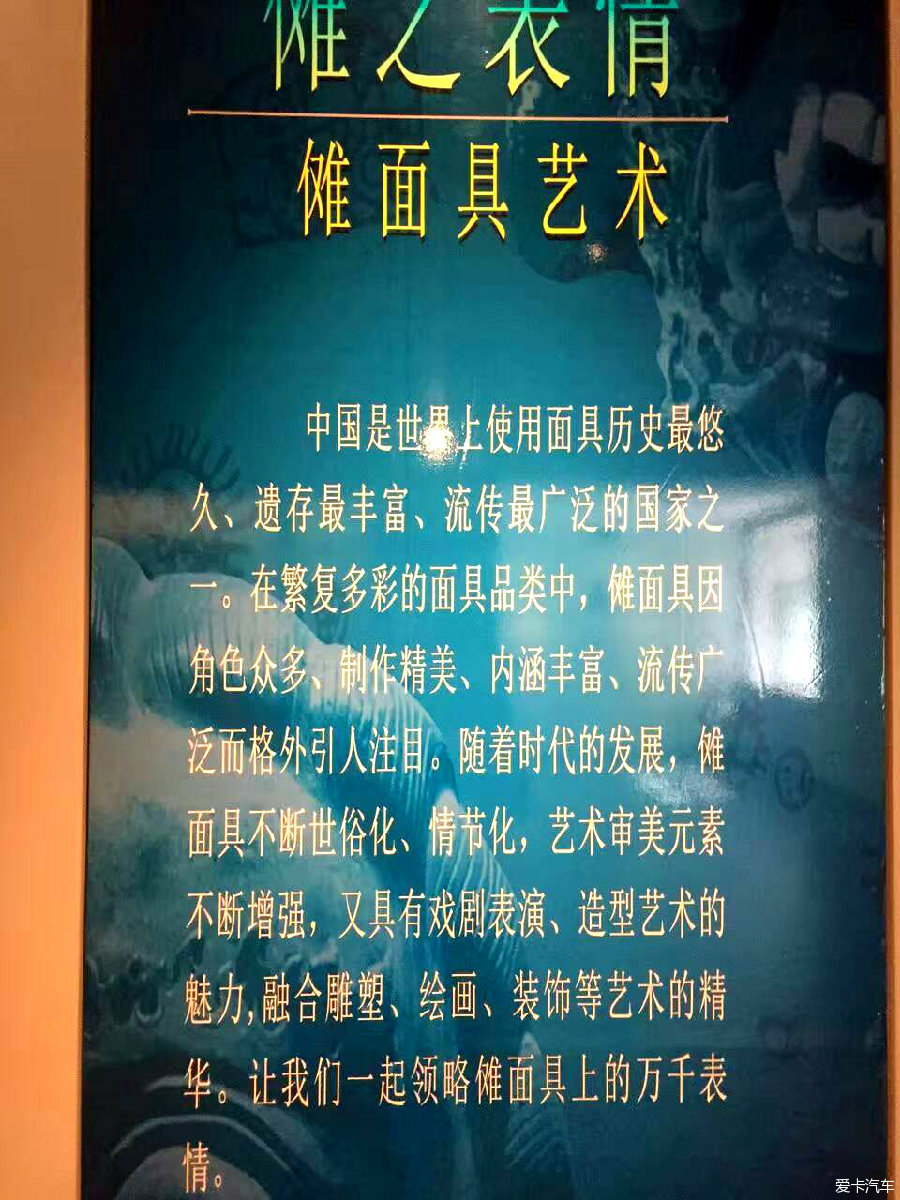 傩之表情
傩面具艺术
中国是世界上使用面具历史最悠
久、遗存最丰富、流传最广泛的国家之
一。在繁复多彩的面具品类中，傩面具因
角色众多、制作精美、内涵丰富、流传广
泛而格外引人注目。随着时代的发展，傩
面具不断世俗化、情节化，艺术审美元素
不断增强，又具有戏剧表演、造型艺术的
魅力,融合雕塑、绘画、装饰等艺术的精
华。让我们一起领略傩面具上的万千表
情。
爱卡汽车